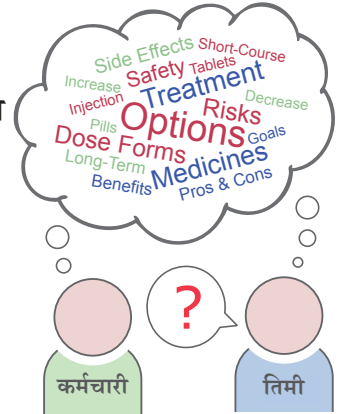 Side Effects Short-Course
Increase Safety Tablets
Injection Treatment Decrease
Pills Options Risks
Dose Forms Goals
Long-Term Medicines
Benefits Pros & Cons
?
कर्मचारी तिमी